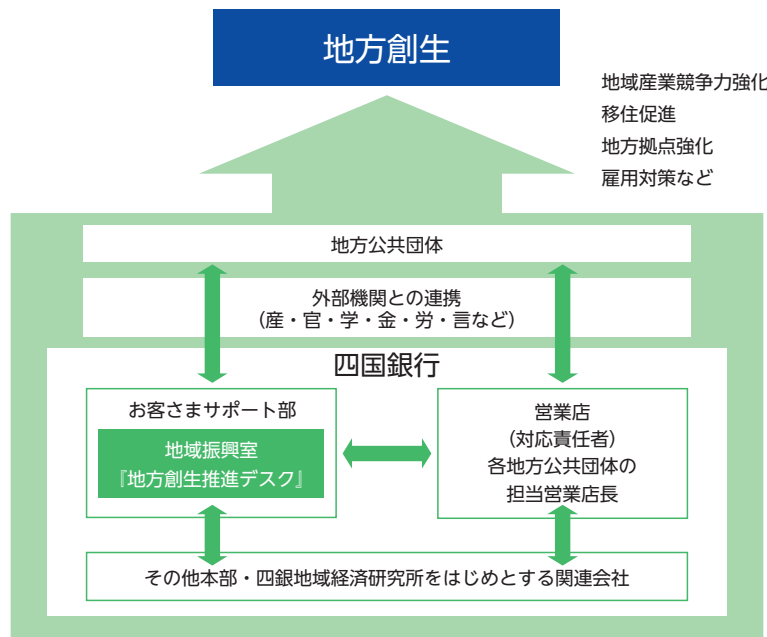 地方創生
地域産業競争力強化
移住促進
地方拠点強化
雇用対策など
地方公共団体
外部機関との連携
（産・官・学・金・労・言など）
四国銀行
お客さまサポート部
地域振興室
『地方創生推進デスク』
営業店
（対応責任者）
各地方公共団体の
担当営業店長
その他本部・四銀地域経済研究所をはじめとする関連会社